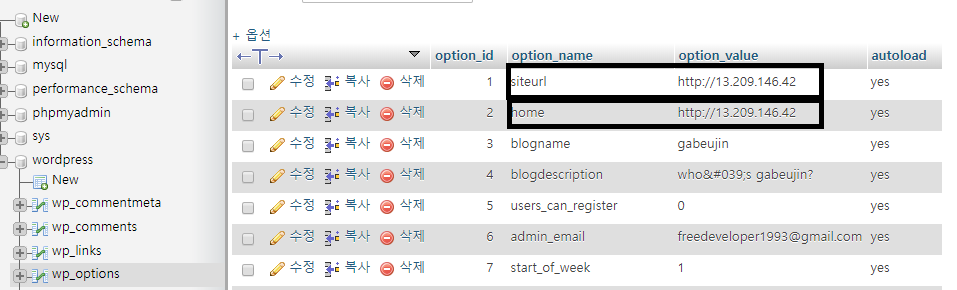 New
information_schema
mysql
performance_schema
phpmyadmin
sys
wordpress
New
wp_commentmeta
wp_comments
wp_links
wp_options
+ 옵션
option_id option_name option_value autoload
수정 복사 삭제 1 siteurl http://13.209.146.42 yes
수정 복사 삭제 2 home http://13.209.146.42 yes
수정 복사 삭제 3 blogname gabeujin yes
수정 복사 삭제 4 blogdescription who&#039;s gabeujin? yes
수정 복사 삭제 5 users_can_register 0 yes
수정 복사 삭제 6 admin_email freedeveloper1993@gmail.com yes
수정 복사 삭제 7 start_of_week 1 yes